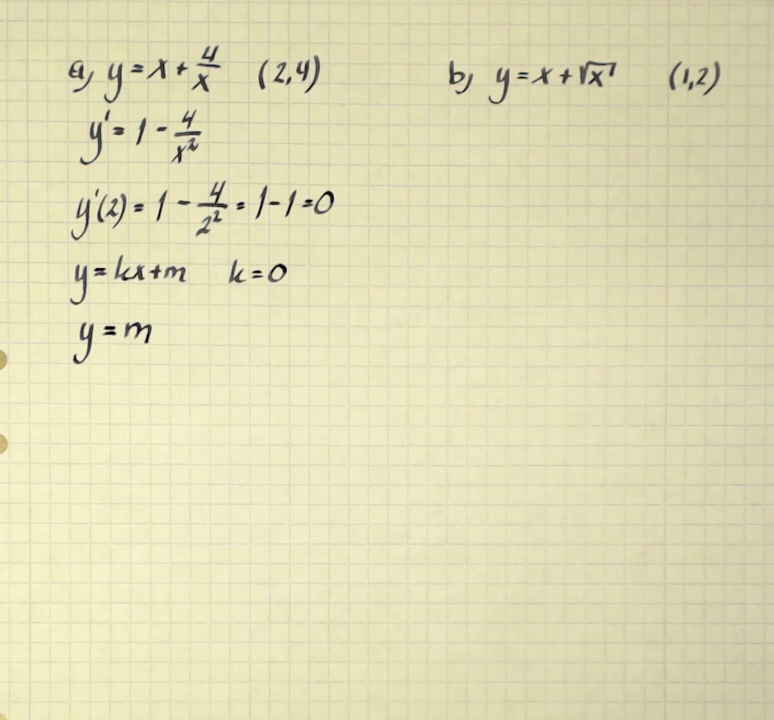 a) y = x + 4/x (2,4)
y' = 1 - 4/x²
y'(2) = 1 - 4/2² = 1-1=0
y = kx+m k=0
y = m
b) y = x + √x (1,2)